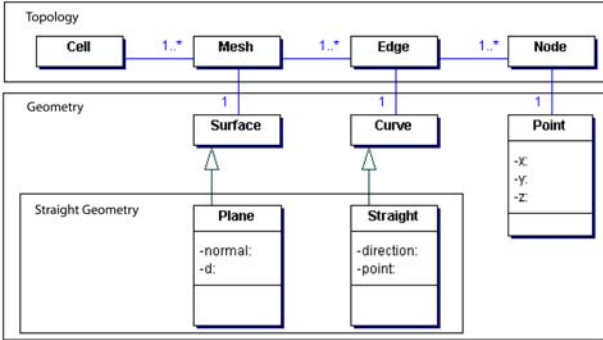 Topology
Cell 1..* Mesh 1..* Edge 1..* Node
Geometry
1 1 1
Surface Curve Point
-x:
-y:
-z:
Straight Geometry
Plane
-normal:
-d:
Straight
-direction:
-point: